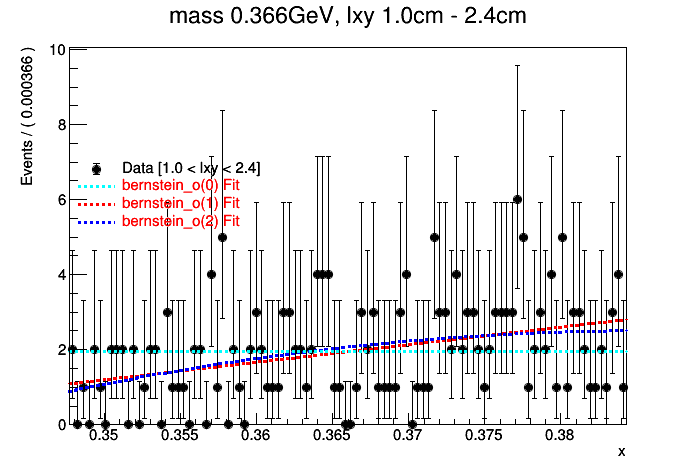 mass 0.366GeV, lxy 1.0cm - 2.4cm
Events / ( 0.000366 )
10
8
6
4
2
0
Data [1.0 < lxy < 2.4]
bernstein_o(0) Fit
bernstein_o(1) Fit
bernstein_o(2) Fit
0.35 0.355 0.36 0.365 0.37 0.375 0.38
x